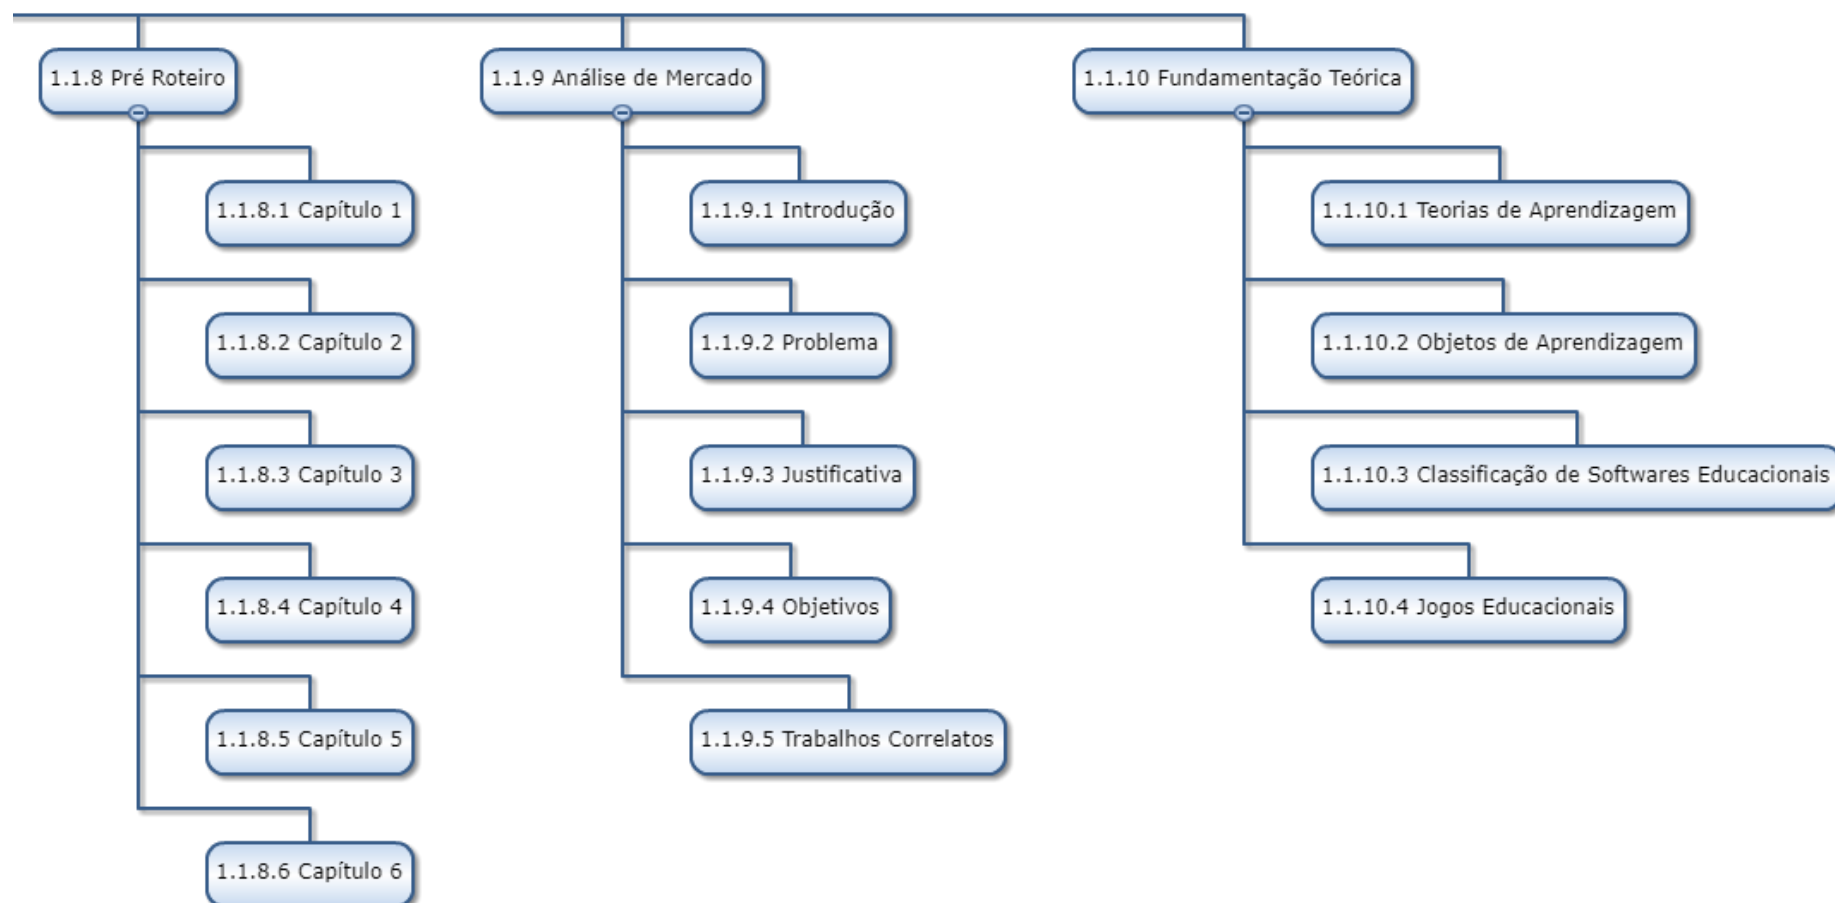 1.1.8 Pré Roteiro
1.1.8.1 Capítulo 1
1.1.8.2 Capítulo 2
1.1.8.3 Capítulo 3
1.1.8.4 Capítulo 4
1.1.8.5 Capítulo 5
1.1.8.6 Capítulo 6
1.1.9 Análise de Mercado
1.1.9.1 Introdução
1.1.9.2 Problema
1.1.9.3 Justificativa
1.1.9.4 Objetivos
1.1.9.5 Trabalhos Correlatos
1.1.10 Fundamentação Teórica
1.1.10.1 Teorias de Aprendizagem
1.1.10.2 Objetos de Aprendizagem
1.1.10.3 Classificação de Softwares Educacionais
1.1.10.4 Jogos Educacionais